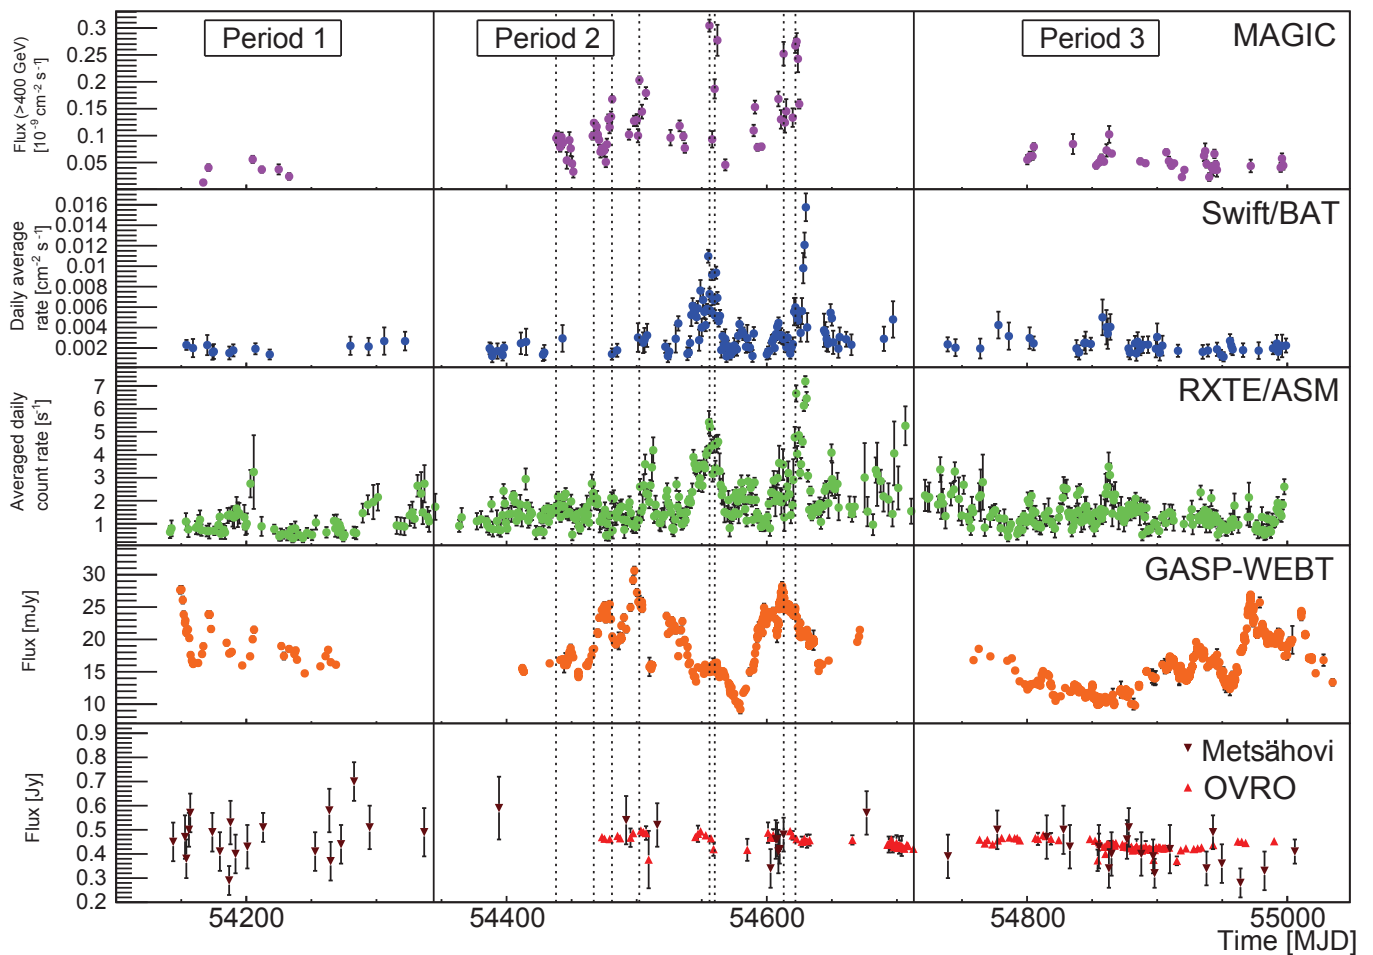 Period 1
Period 2
Period 3
MAGIC
Flux (>400 GeV)
[10⁻⁹ cm⁻² s⁻¹]
0.3
0.25
0.2
0.15
0.1
0.05
Swift/BAT
Daily average
rate [cm⁻² s⁻¹]
0.016
0.014
0.012
0.01
0.008
0.006
0.004
0.002
RXTE/ASM
Averaged daily
count rate [s⁻¹]
7
6
5
4
3
2
1
GASP-WEBT
Flux [mJy]
30
25
20
15
10
Metsähovi
OVRO
Flux [Jy]
0.9
0.8
0.7
0.6
0.5
0.4
0.3
0.2
54200
54400
54600
54800
55000
Time [MJD]